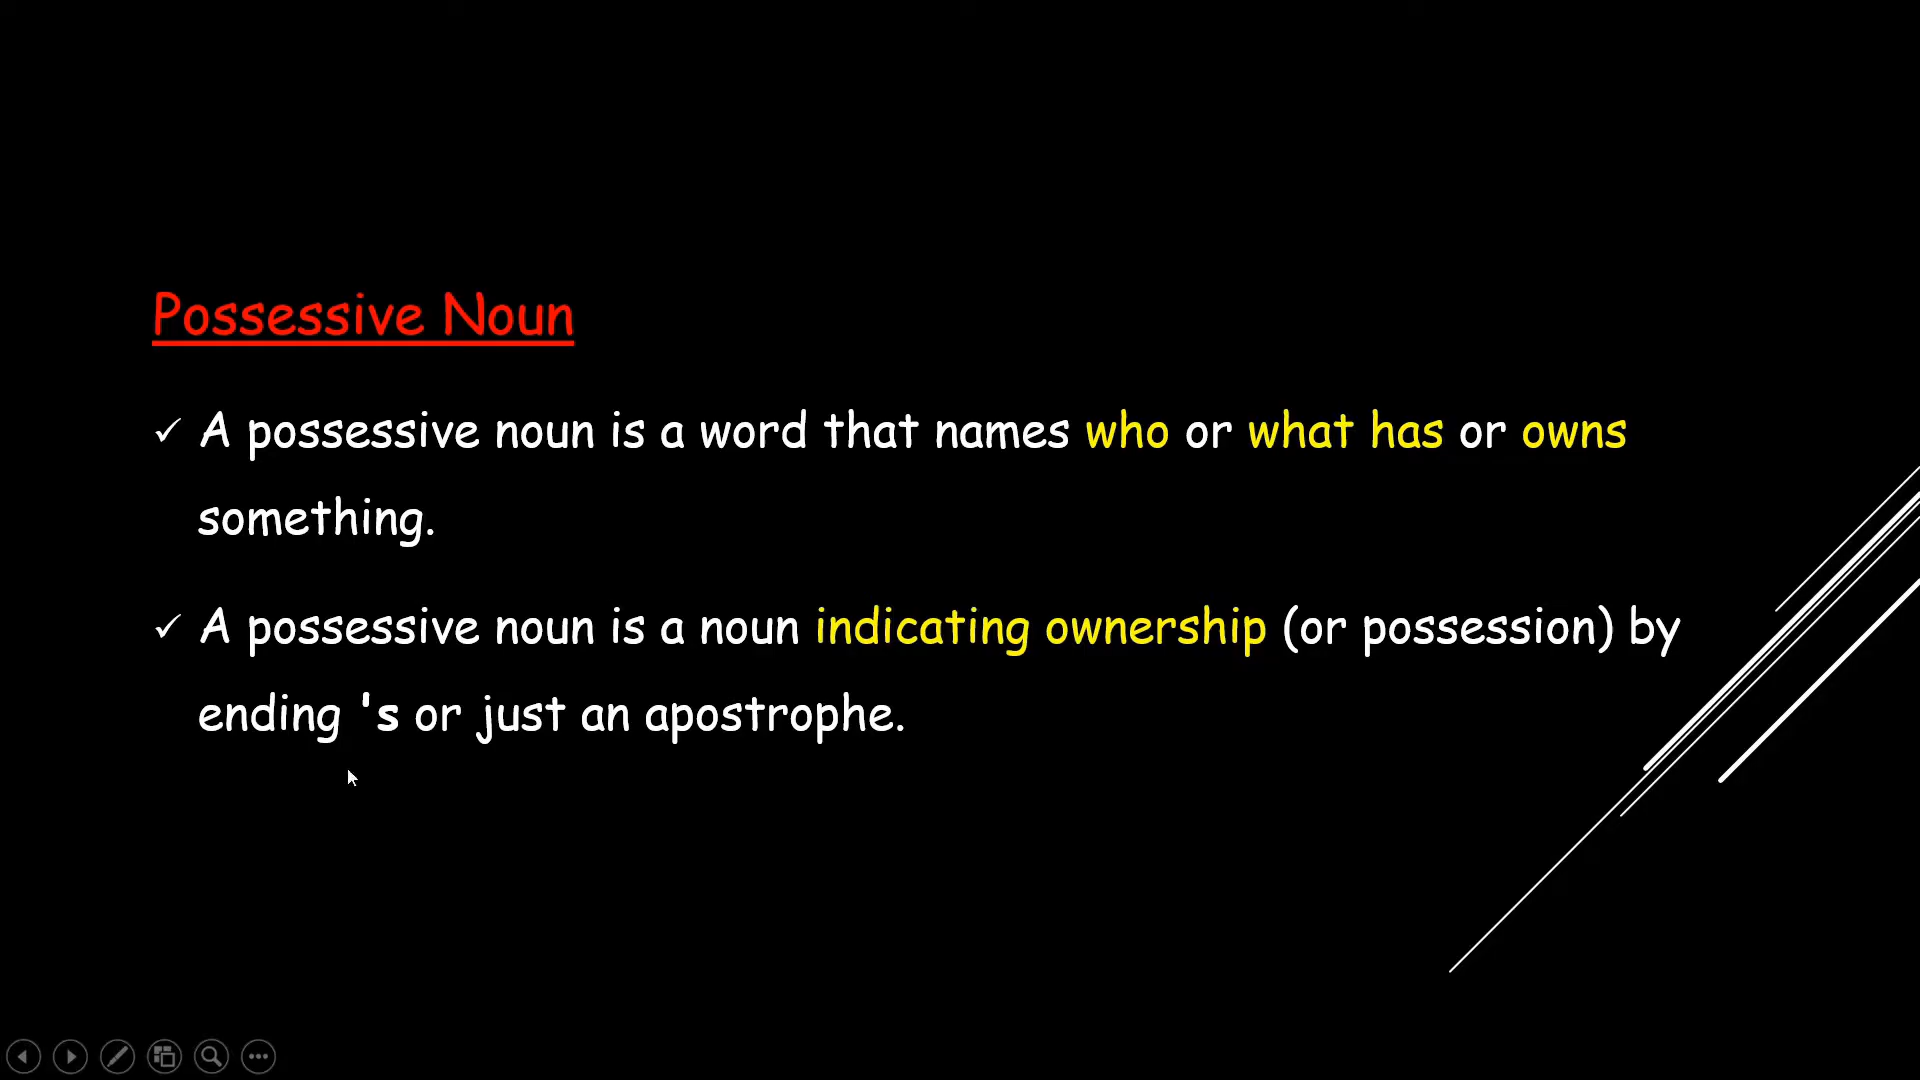 Possessive Noun
✓ A possessive noun is a word that names who or what has or owns
something.
✓ A possessive noun is a noun indicating ownership (or possession) by
ending 's or just an apostrophe.